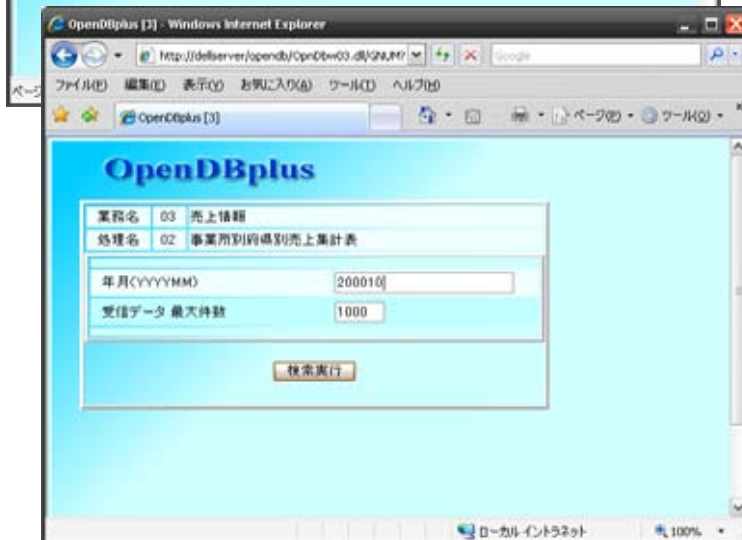 OpenDBplus [3] - Windows Internet Explorer
http://dellserver/opendb/OpnDbw03.dll/GNUM?
Google
ファイル(F) 編集(E) 表示(V) お気に入り(A) ツール(T) ヘルプ(H)
OpenDBplus [3]
ページ(P) ツール(O)
OpenDBplus
業務名 03 売上情報
処理名 02 事業所別府県別売上集計表
年月(YYYYMM) 200010
受信データ 最大件数 1000
検索実行
ページ
ローカル イントラネット 100%